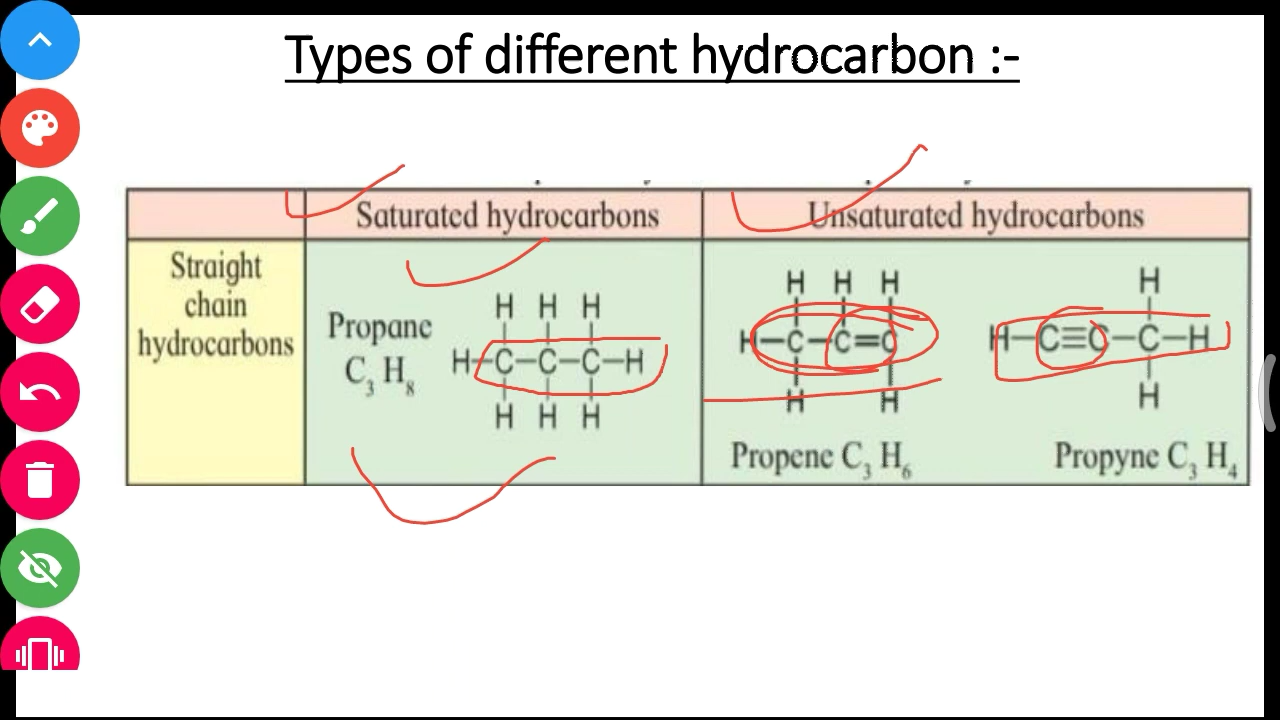 Types of different hydrocarbon :-
Saturated hydrocarbons
Unsaturated hydrocarbons
Straight
chain
hydrocarbons
Propane
C₃ H₈
H H H
H–C–C–C–H
H H H
H H H
H–C–C=C
H H
Propene C₃ H₆
H
H–C≡C–C–H
H
Propyne C₃ H₄